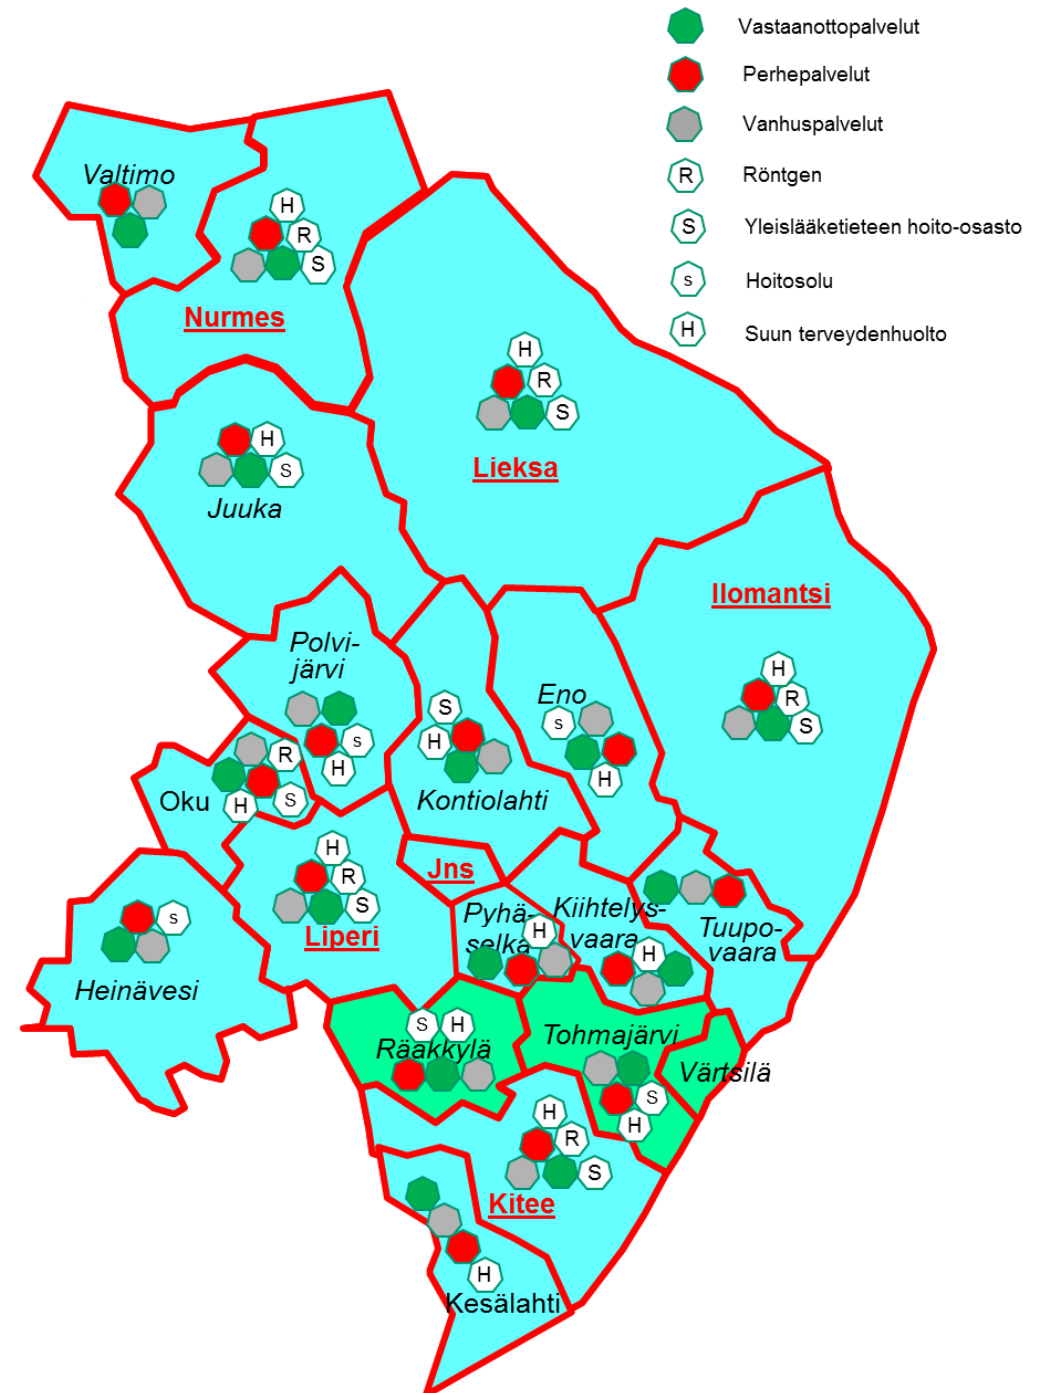 Vastaanottopalvelut
Perhepalvelut
Vanhuspalvelut
R Röntgen
S Yleislääketieteen hoito-osasto
s Hoitosolu
H Suun terveydenhuolto
Valtimo
H
R
S
Nurmes
H
R
S
Lieksa
H
s
Juuka
Ilomantsi
H
R
S
Polvi-
järvi
s
H
S
H
Kontiolahti
Eno
s
H
R
Oku
H
S
H
R
S
Liperi
Jns
Pyhä-
selkä
H
Kiihtelys-
vaara
H
Tuupo-
vaara
s
Heinävesi
S
H
Rääkkylä
Tohmajärvi
S
H
Värtsilä
H
R
S
Kitee
H
Kesälahti